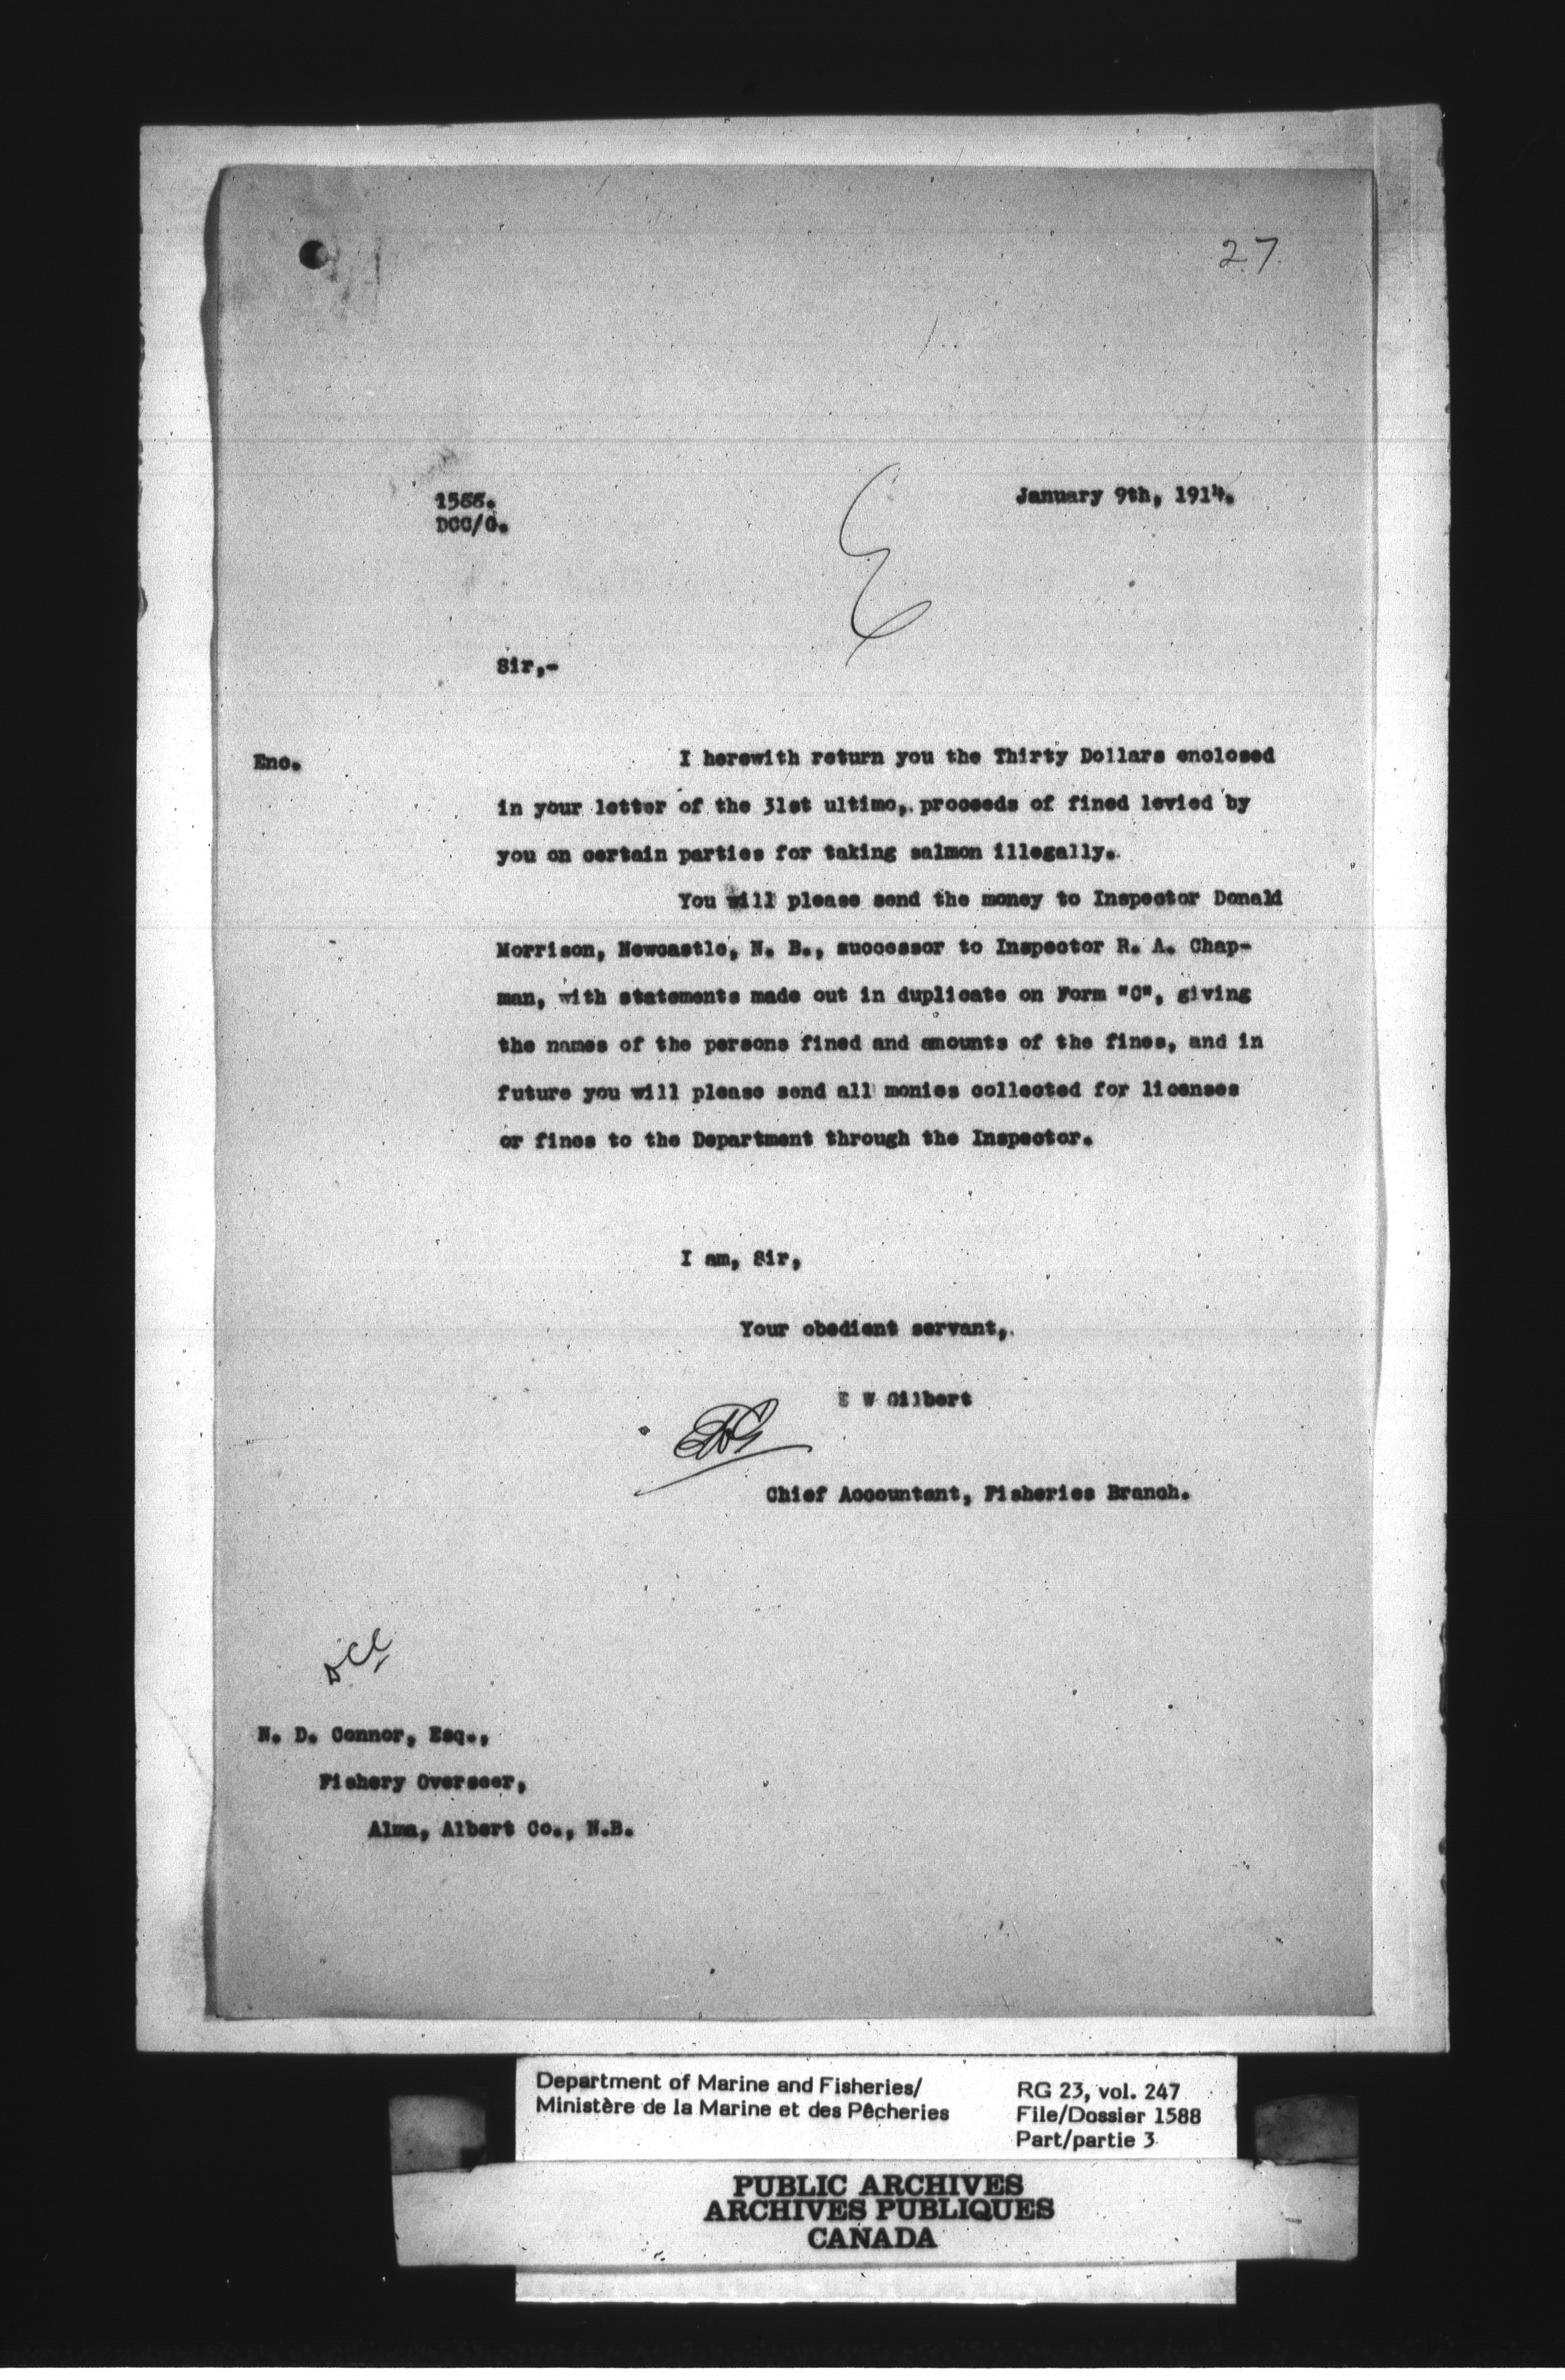 27
1588.
DCC/G.
January 9th, 1914.
Sir,-
Enc.
I herewith return you the Thirty Dollars enclosed
in your letter of the 31st ultimo, proceeds of fined levied by
you on certain parties for taking salmon illegally.
You will please send the money to Inspector Donald
Morrison, Newcastle, N. B., successor to Inspector R. A. Chap-
man, with statements made out in duplicate on Form "C", giving
the names of the persons fined and amounts of the fines, and in
future you will please send all monies collected for licenses
or fines to the Department through the Inspector.
I am, Sir,
Your obedient servant,
E W Gilbert
Chief Accountant, Fisheries Branch.
DCC
N. D. Connor, Esq.,
Fishery Overseer,
Alma, Albert Co., N.B.
Department of Marine and Fisheries/
Ministère de la Marine et des Pêcheries
RG 23, vol. 247
File/Dossier 1588
Part/partie 3
PUBLIC ARCHIVES
ARCHIVES PUBLIQUES
CANADA